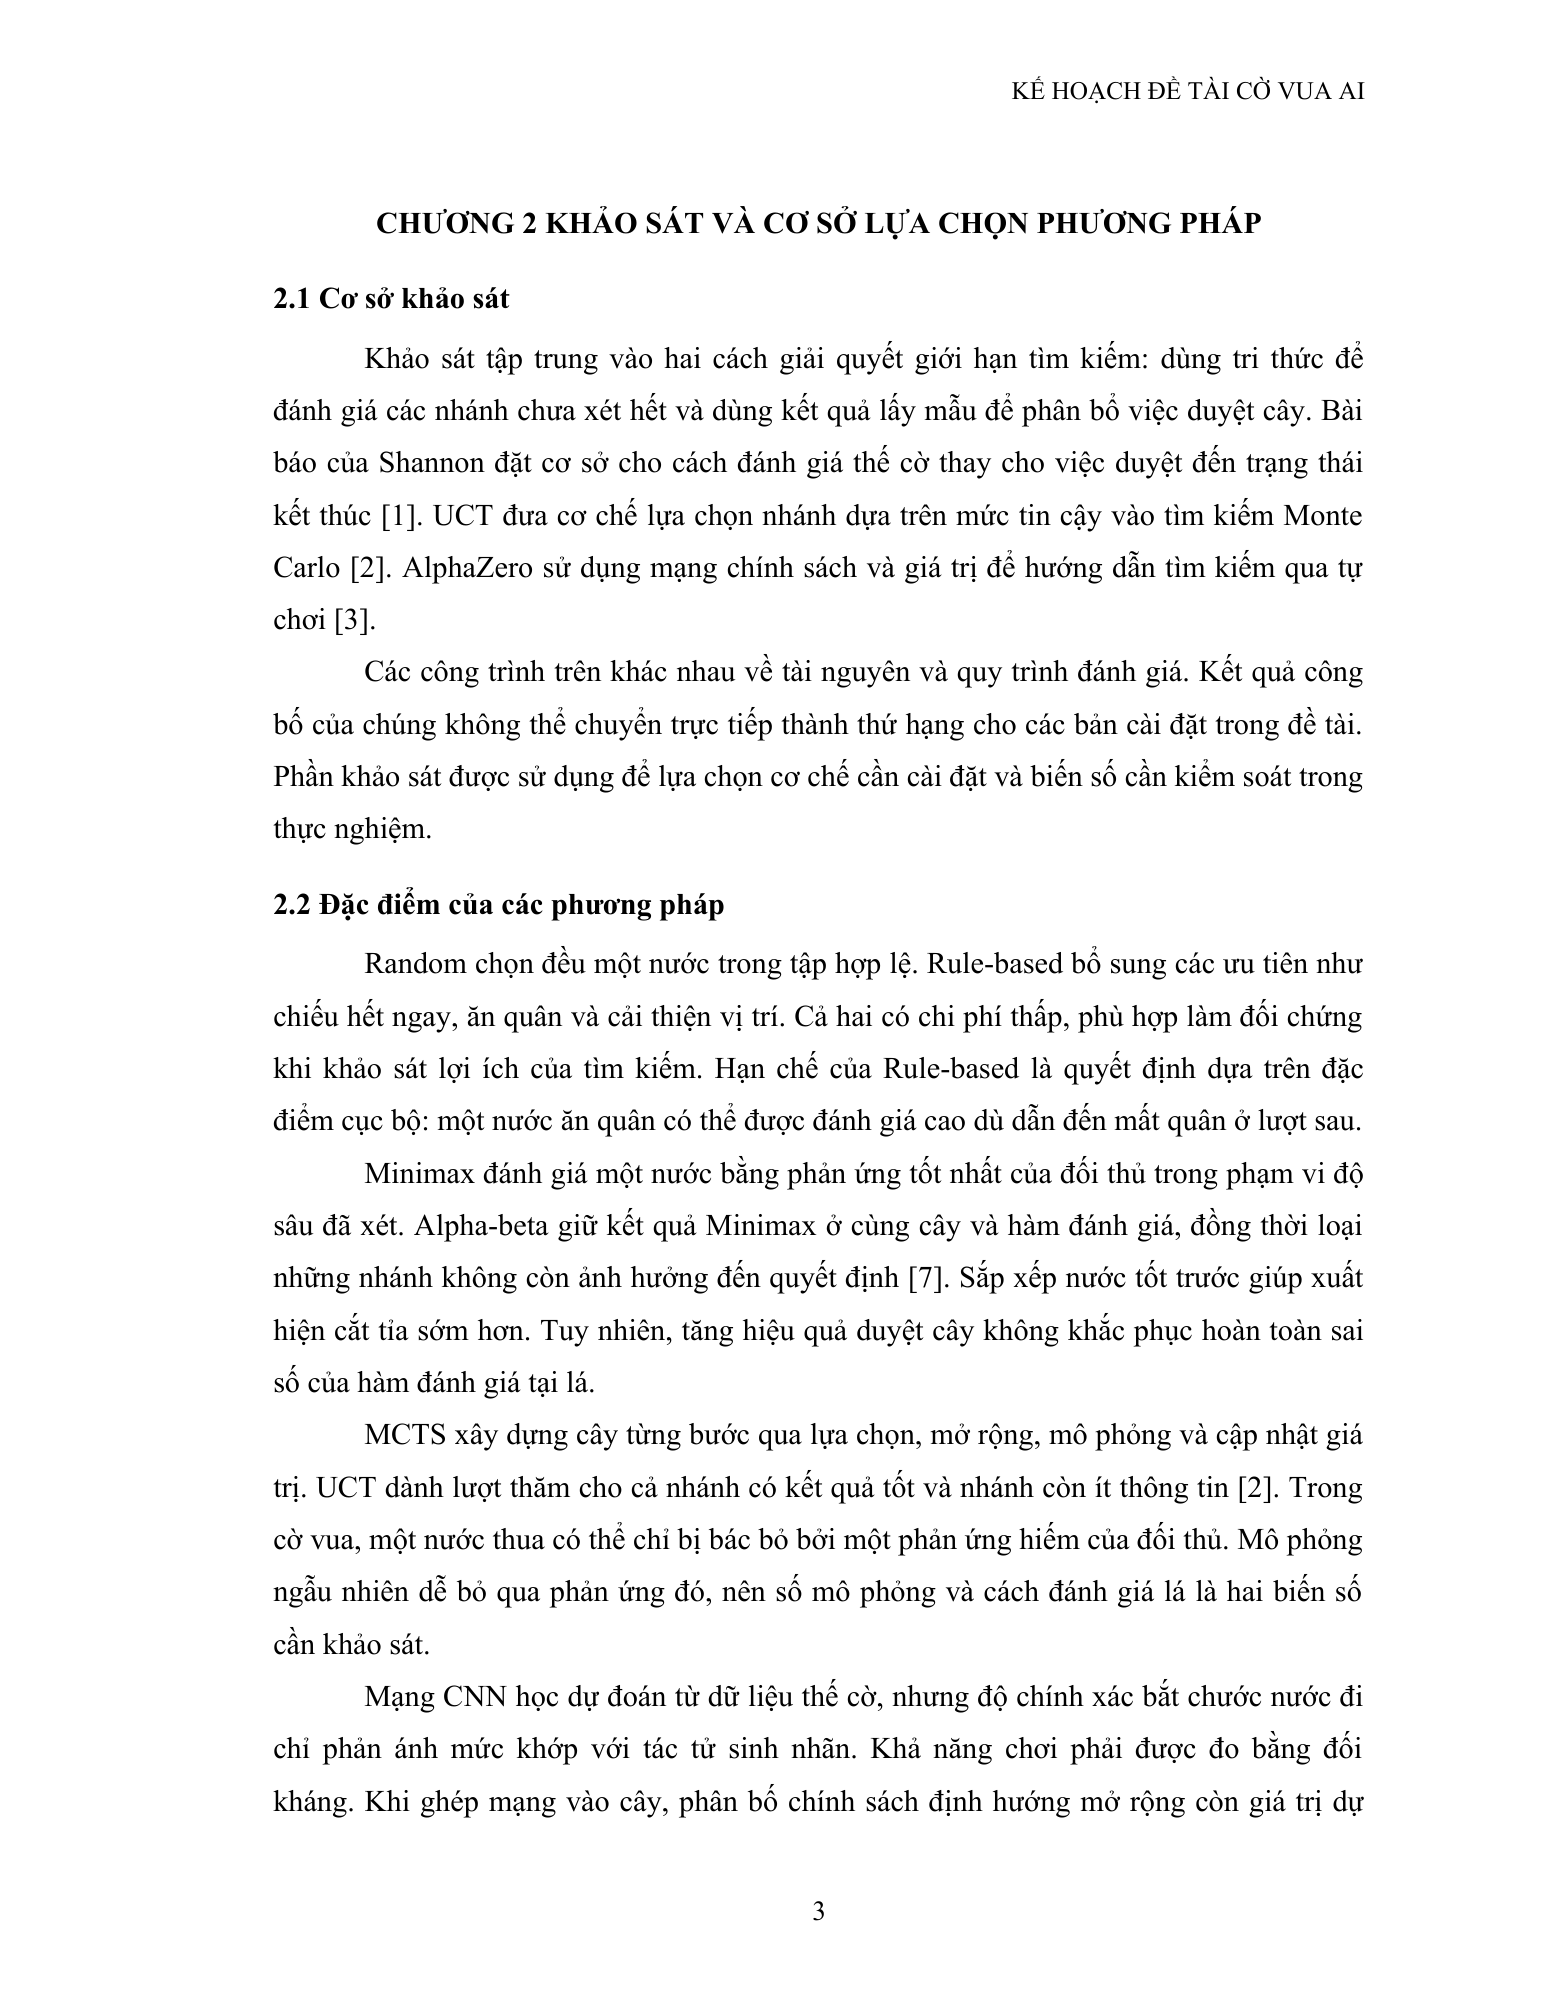 KẾ HOẠCH ĐỀ TÀI CỜ VUA AI
CHƯƠNG 2 KHẢO SÁT VÀ CƠ SỞ LỰA CHỌN PHƯƠNG PHÁP
2.1 Cơ sở khảo sát
Khảo sát tập trung vào hai cách giải quyết giới hạn tìm kiếm: dùng tri thức để
đánh giá các nhánh chưa xét hết và dùng kết quả lấy mẫu để phân bổ việc duyệt cây. Bài
báo của Shannon đặt cơ sở cho cách đánh giá thế cờ thay cho việc duyệt đến trạng thái
kết thúc [1]. UCT đưa cơ chế lựa chọn nhánh dựa trên mức tin cậy vào tìm kiếm Monte
Carlo [2]. AlphaZero sử dụng mạng chính sách và giá trị để hướng dẫn tìm kiếm qua tự
chơi [3].
Các công trình trên khác nhau về tài nguyên và quy trình đánh giá. Kết quả công
bố của chúng không thể chuyển trực tiếp thành thứ hạng cho các bản cài đặt trong đề tài.
Phần khảo sát được sử dụng để lựa chọn cơ chế cần cài đặt và biến số cần kiểm soát trong
thực nghiệm.
2.2 Đặc điểm của các phương pháp
Random chọn đều một nước trong tập hợp lệ. Rule-based bổ sung các ưu tiên như
chiếu hết ngay, ăn quân và cải thiện vị trí. Cả hai có chi phí thấp, phù hợp làm đối chứng
khi khảo sát lợi ích của tìm kiếm. Hạn chế của Rule-based là quyết định dựa trên đặc
điểm cục bộ: một nước ăn quân có thể được đánh giá cao dù dẫn đến mất quân ở lượt sau.
Minimax đánh giá một nước bằng phản ứng tốt nhất của đối thủ trong phạm vi độ
sâu đã xét. Alpha-beta giữ kết quả Minimax ở cùng cây và hàm đánh giá, đồng thời loại
những nhánh không còn ảnh hưởng đến quyết định [7]. Sắp xếp nước tốt trước giúp xuất
hiện cắt tỉa sớm hơn. Tuy nhiên, tăng hiệu quả duyệt cây không khắc phục hoàn toàn sai
số của hàm đánh giá tại lá.
MCTS xây dựng cây từng bước qua lựa chọn, mở rộng, mô phỏng và cập nhật giá
trị. UCT dành lượt thăm cho cả nhánh có kết quả tốt và nhánh còn ít thông tin [2]. Trong
cờ vua, một nước thua có thể chỉ bị bác bỏ bởi một phản ứng hiếm của đối thủ. Mô phỏng
ngẫu nhiên dễ bỏ qua phản ứng đó, nên số mô phỏng và cách đánh giá lá là hai biến số
cần khảo sát.
Mạng CNN học dự đoán từ dữ liệu thế cờ, nhưng độ chính xác bắt chước nước đi
chỉ phản ánh mức khớp với tác tử sinh nhãn. Khả năng chơi phải được đo bằng đối
kháng. Khi ghép mạng vào cây, phân bố chính sách định hướng mở rộng còn giá trị dự
3